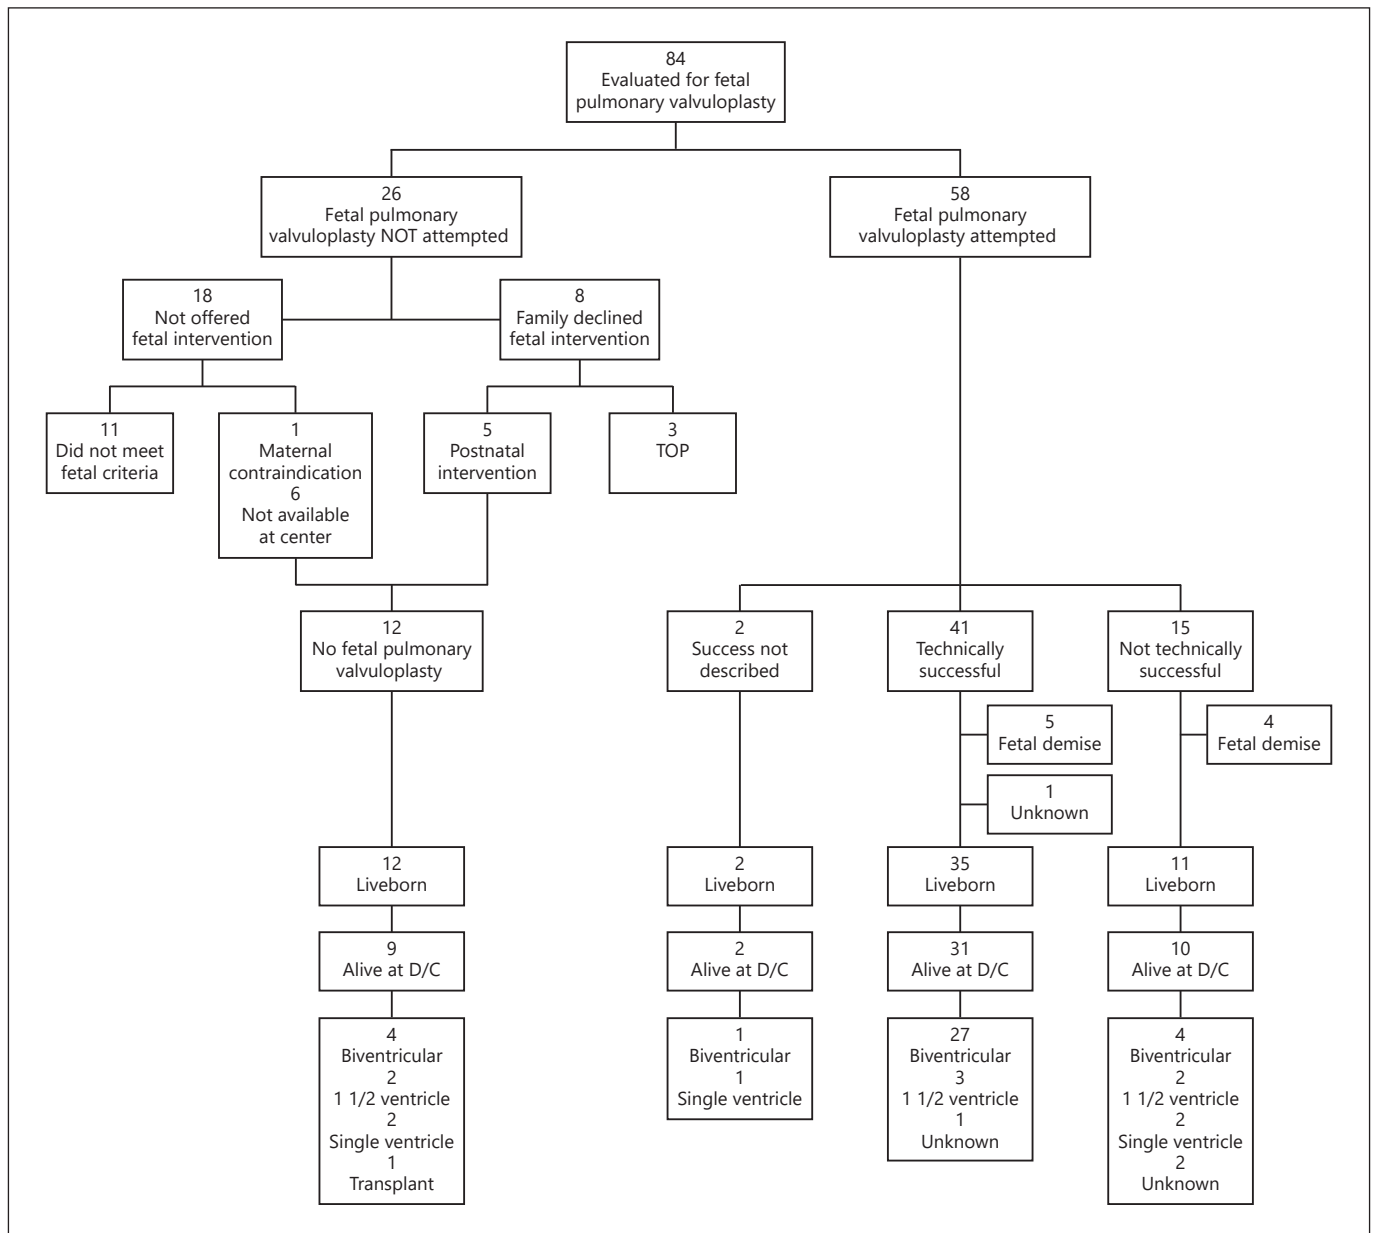 84
Evaluated for fetal
pulmonary valvuloplasty
26
Fetal pulmonary
valvuloplasty NOT attempted
58
Fetal pulmonary
valvuloplasty attempted
18
Not offered
fetal intervention
8
Family declined
fetal intervention
11
Did not meet
fetal criteria
1
Maternal
contraindication
6
Not available
at center
5
Postnatal
intervention
3
TOP
12
No fetal pulmonary
valvuloplasty
2
Success not
described
41
Technically
successful
15
Not technically
successful
5
Fetal demise
4
Fetal demise
1
Unknown
12
Liveborn
2
Liveborn
35
Liveborn
11
Liveborn
9
Alive at D/C
2
Alive at D/C
31
Alive at D/C
10
Alive at D/C
4
Biventricular
2
1 1/2 ventricle
2
Single ventricle
1
Transplant
1
Biventricular
1
Single ventricle
27
Biventricular
3
1 1/2 ventricle
1
Unknown
4
Biventricular
2
1 1/2 ventricle
2
Single ventricle
2
Unknown